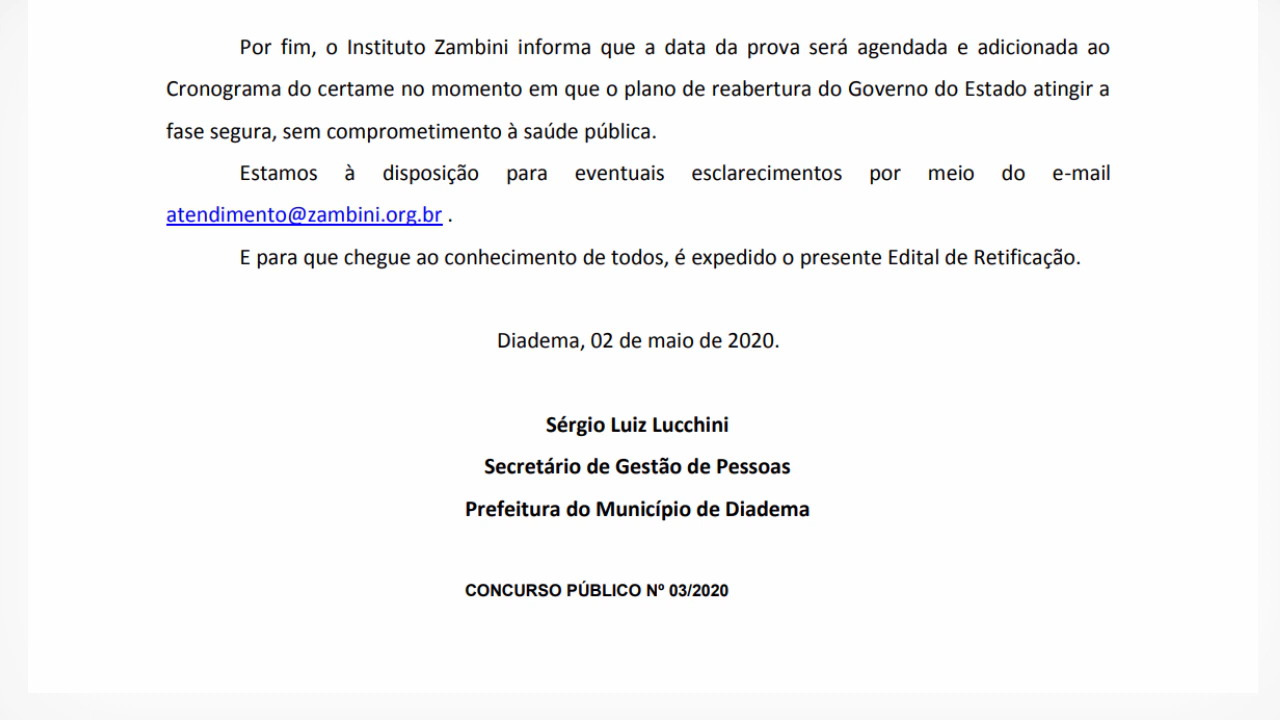 Por fim, o Instituto Zambini informa que a data da prova será agendada e adicionada ao
Cronograma do certame no momento em que o plano de reabertura do Governo do Estado atingir a
fase segura, sem comprometimento à saúde pública.
Estamos à disposição para eventuais esclarecimentos por meio do e-mail
atendimento@zambini.org.br .
E para que chegue ao conhecimento de todos, é expedido o presente Edital de Retificação.
Diadema, 02 de maio de 2020.
Sérgio Luiz Lucchini
Secretário de Gestão de Pessoas
Prefeitura do Município de Diadema
CONCURSO PÚBLICO Nº 03/2020